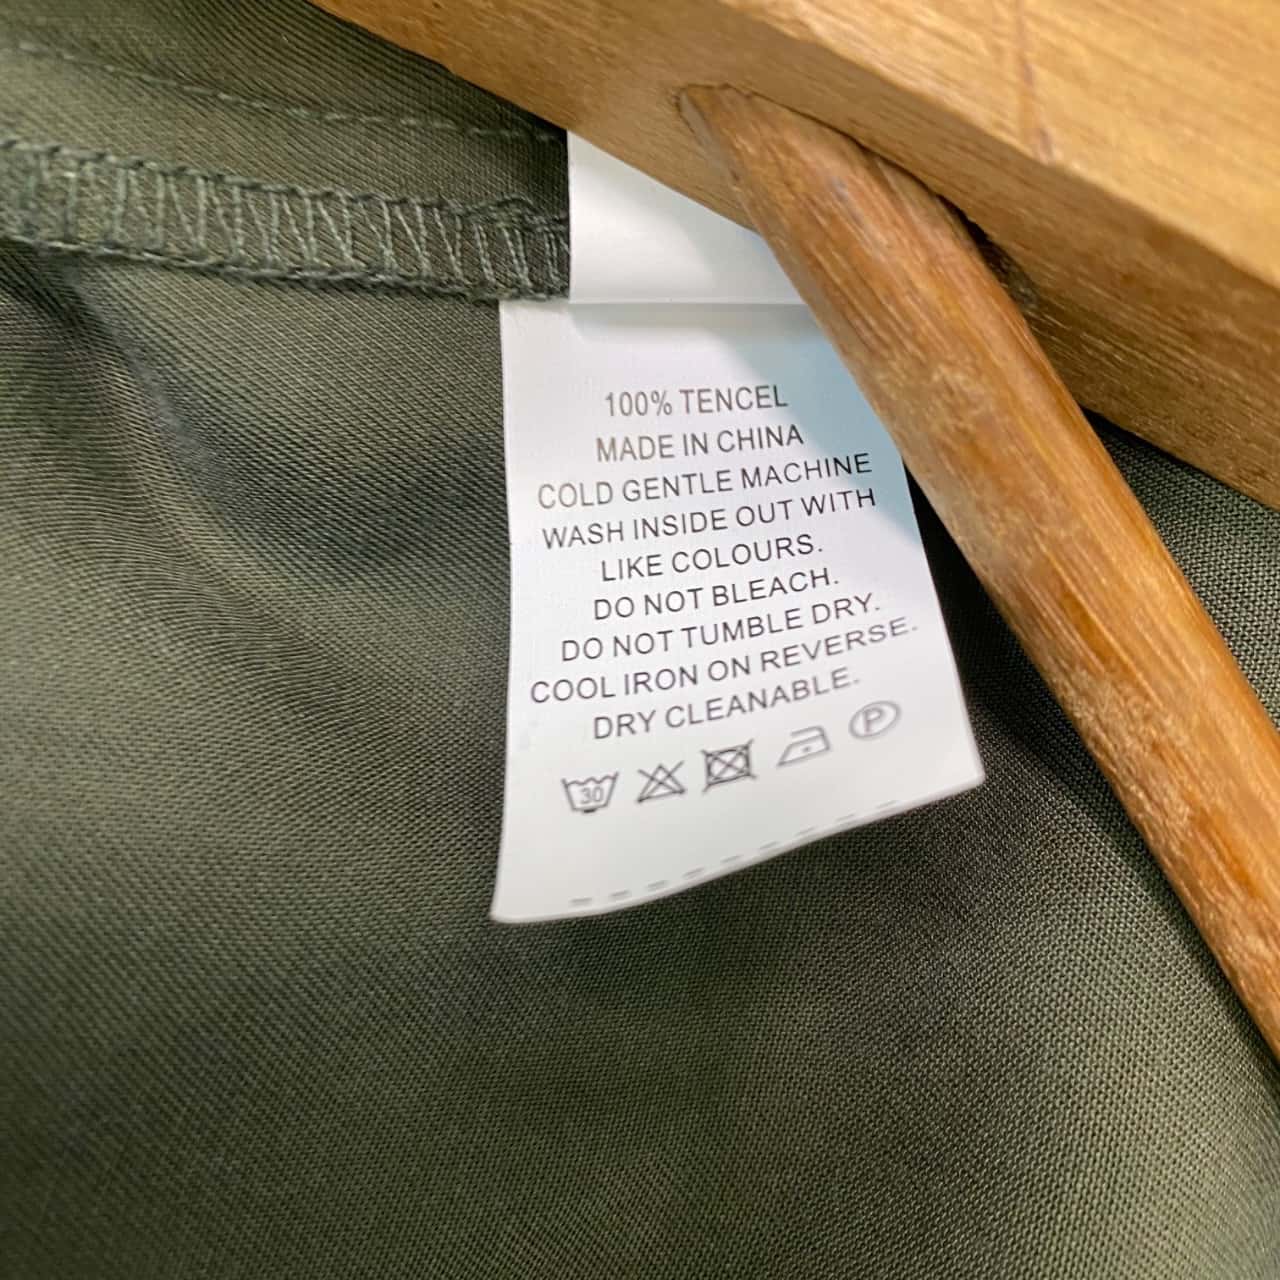 100% TENCEL
MADE IN CHINA
COLD GENTLE MACHINE
WASH INSIDE OUT WITH
LIKE COLOURS.
DO NOT BLEACH.
DO NOT TUMBLE DRY.
COOL IRON ON REVERSE.
DRY CLEANABLE.
30 P